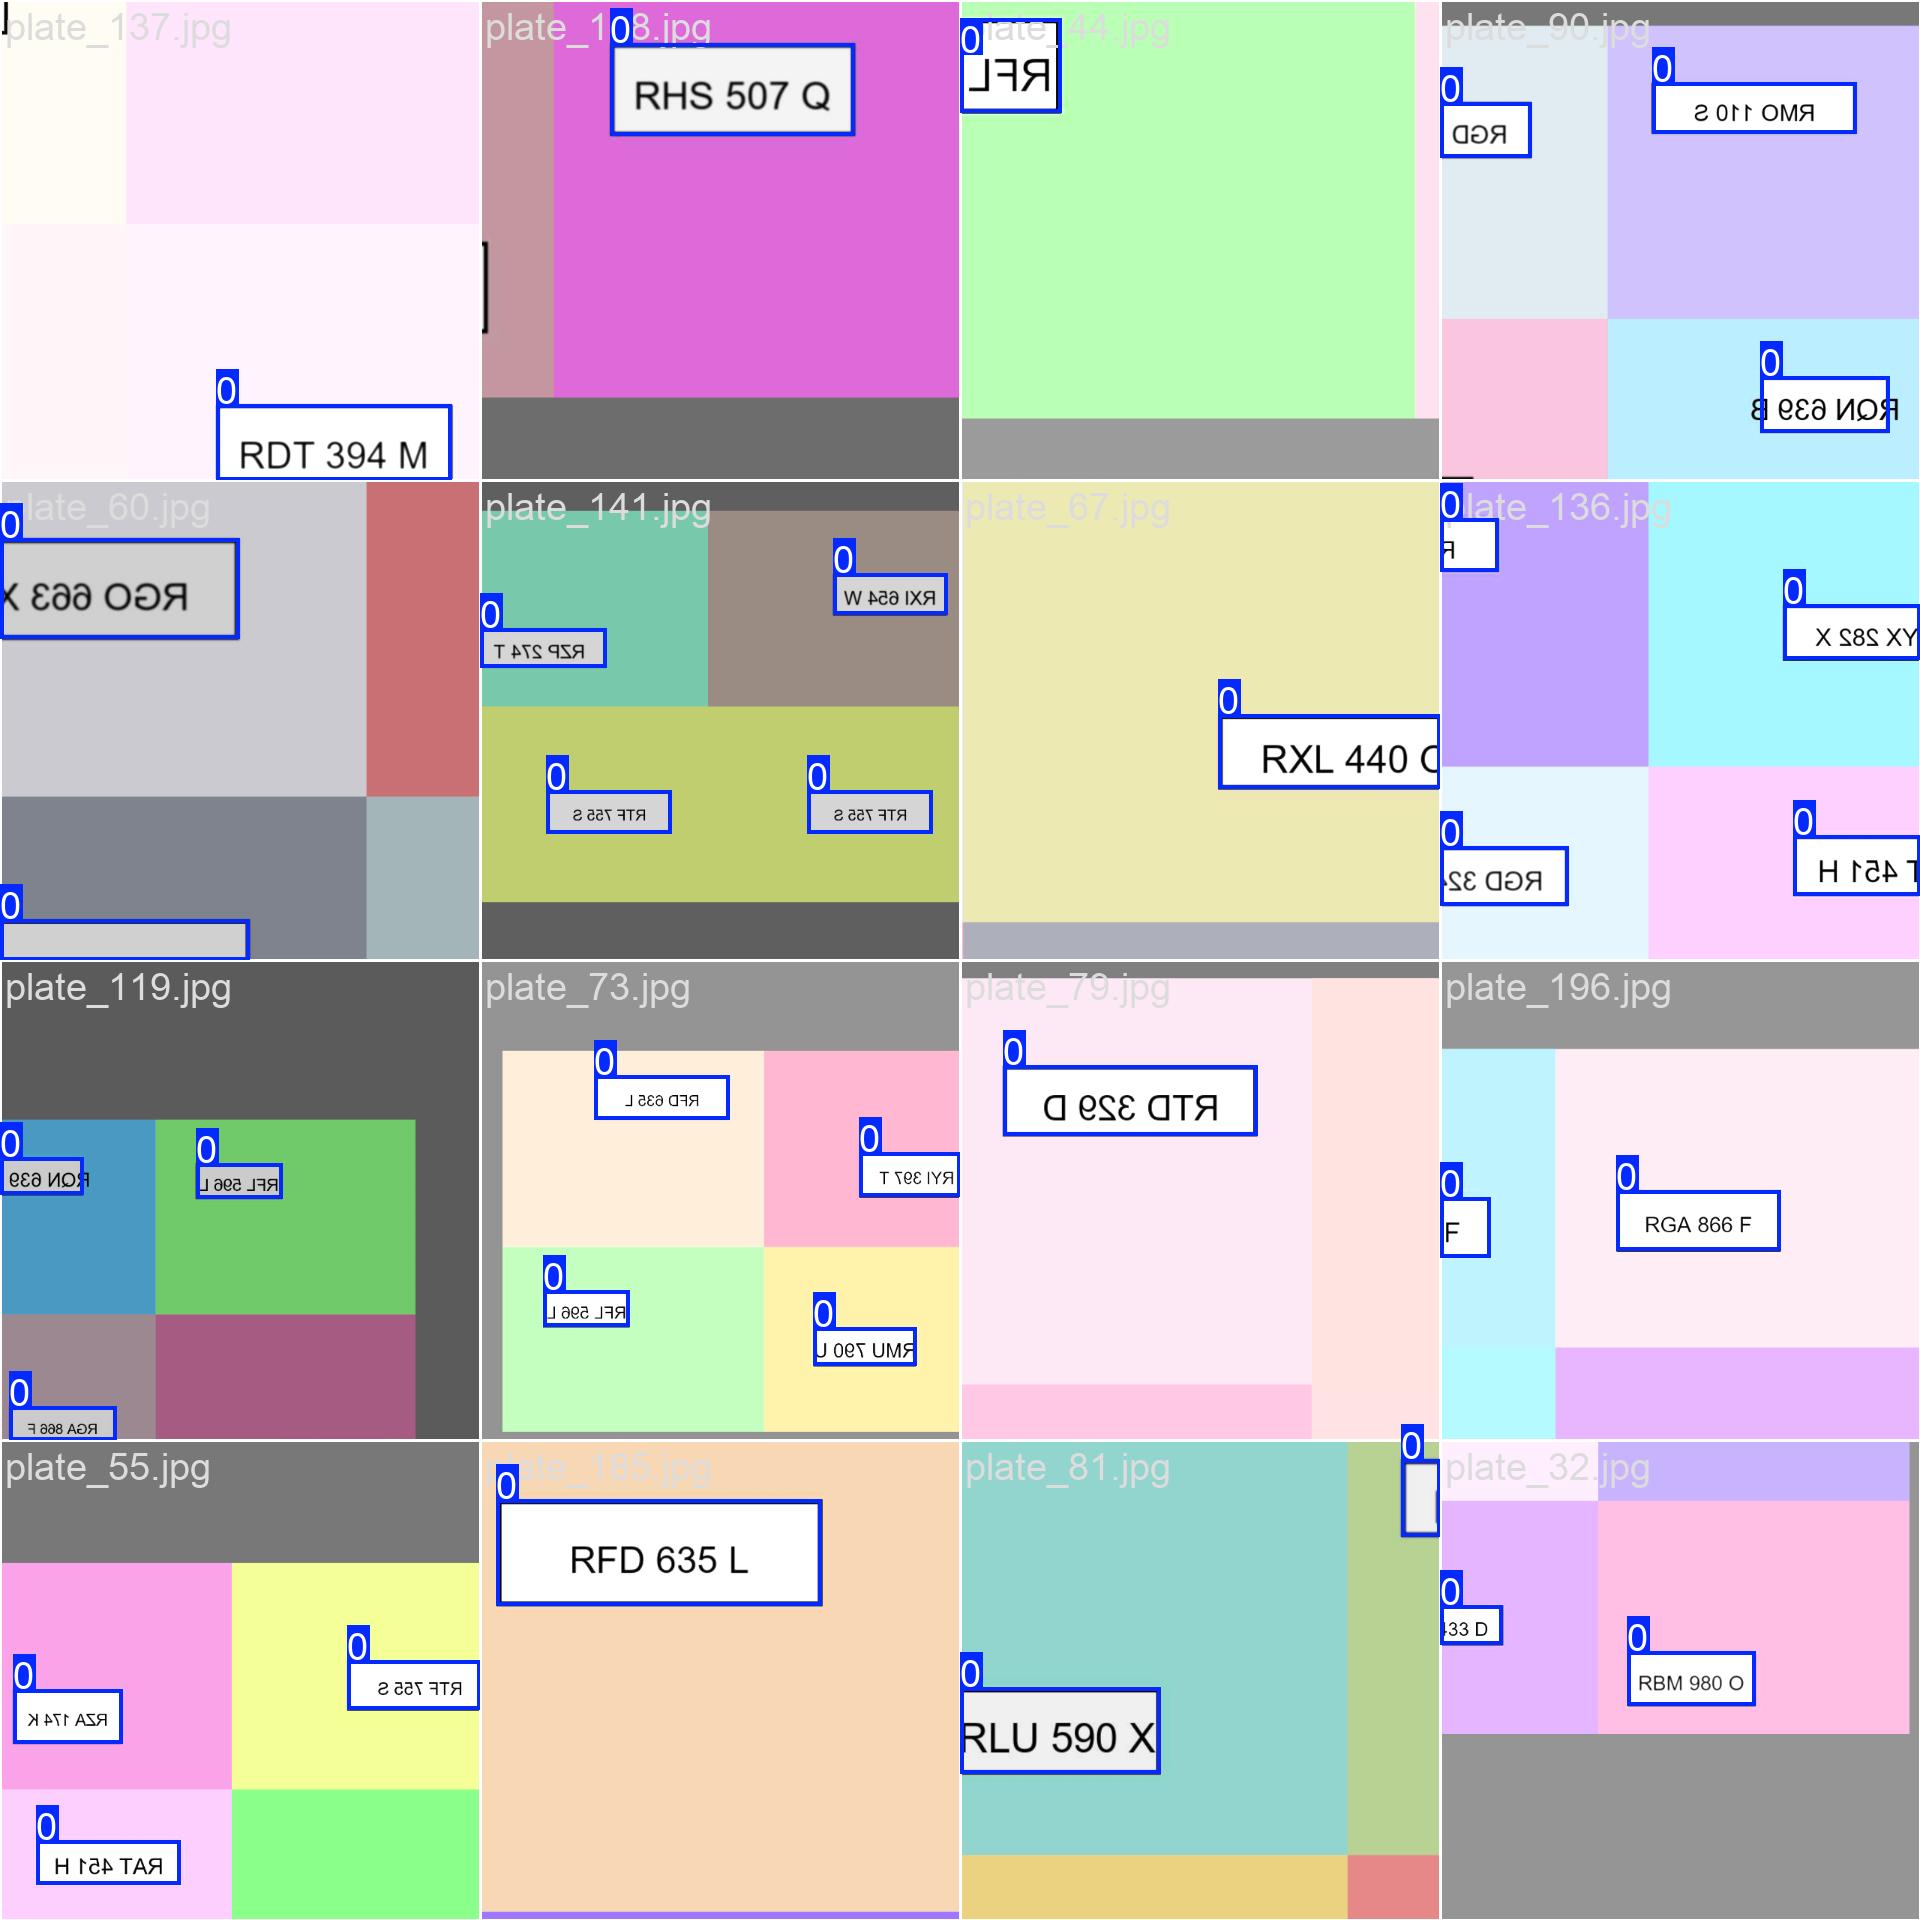 plate_137.jpg
0
RDT 394 M
plate_108.jpg
0
RHS 507 Q
plate_44.jpg
0
RFL
plate_90.jpg
0
RGD
0
RMO 110 S
0
RQN 639 B
plate_60.jpg
0
RGO 663 X
0
plate_141.jpg
0
RXI 654 W
0
RZP 274 T
0
RTF 755 S
0
RTF 755 S
plate_67.jpg
0
RXL 440
plate_136.jpg
0
R
0
YX 282 X
0
RGD 324
0
T 451 H
plate_119.jpg
0
RQN 639
0
RFL 596 L
0
RGA 866 F
plate_73.jpg
0
RFD 635 L
0
RYI 397 T
0
RFL 596 L
0
RMU 790 U
plate_79.jpg
0
RTD 329 D
plate_196.jpg
0
F
0
RGA 866 F
plate_55.jpg
0
RZA 174 K
0
RTF 755 S
0
RAT 451 H
plate_185.jpg
0
RFD 635 L
plate_81.jpg
0
0
RLU 590 X
plate_32.jpg
0
433 D
0
RBM 980 O